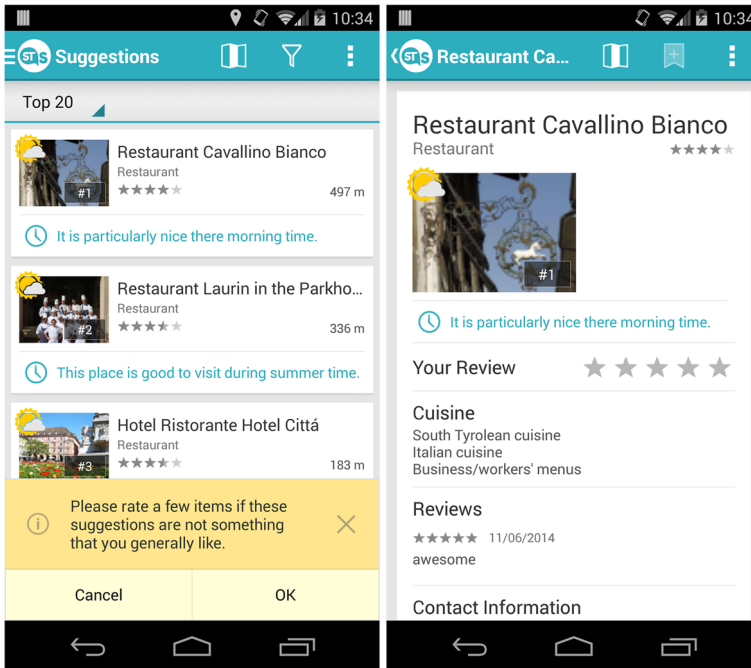 10:34
STS Suggestions
Top 20
Restaurant Cavallino Bianco
Restaurant
#1
497 m
It is particularly nice there morning time.
Restaurant Laurin in the Parkho...
Restaurant
#2
336 m
This place is good to visit during summer time.
Hotel Ristorante Hotel Cittá
Restaurant
#3
183 m
Please rate a few items if these
suggestions are not something
that you generally like.
Cancel OK
10:34
STS Restaurant Ca...
Restaurant Cavallino Bianco
Restaurant
#1
It is particularly nice there morning time.
Your Review
Cuisine
South Tyrolean cuisine
Italian cuisine
Business/workers' menus
Reviews
11/06/2014
awesome
Contact Information